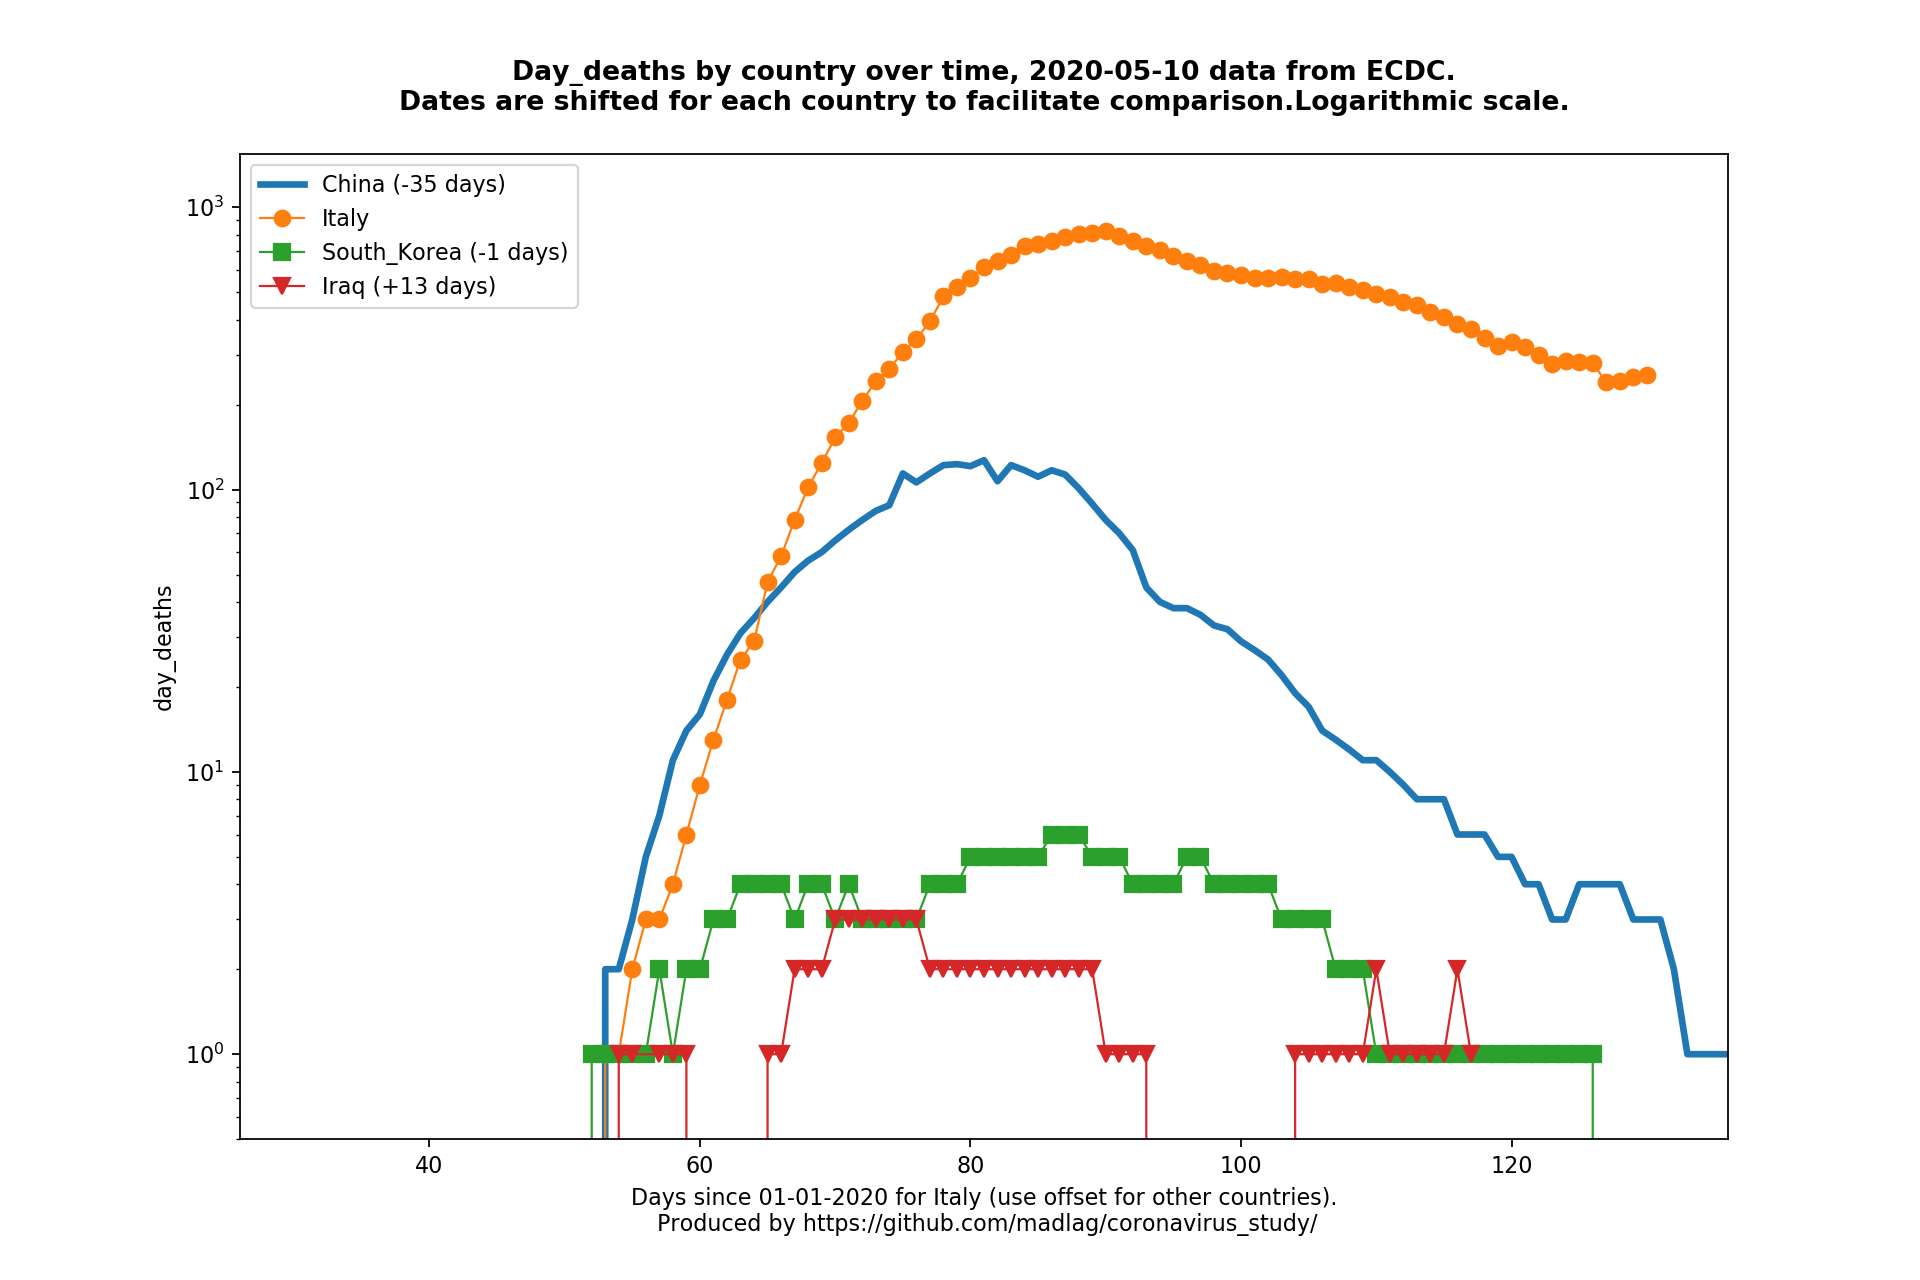 Day_deaths by country over time, 2020-05-10 data from ECDC.
Dates are shifted for each country to facilitate comparison.Logarithmic scale.
China (-35 days)
Italy
South_Korea (-1 days)
Iraq (+13 days)
10³
10²
10¹
10⁰
day_deaths
40 60 80 100 120
Days since 01-01-2020 for Italy (use offset for other countries).
Produced by https://github.com/madlag/coronavirus_study/